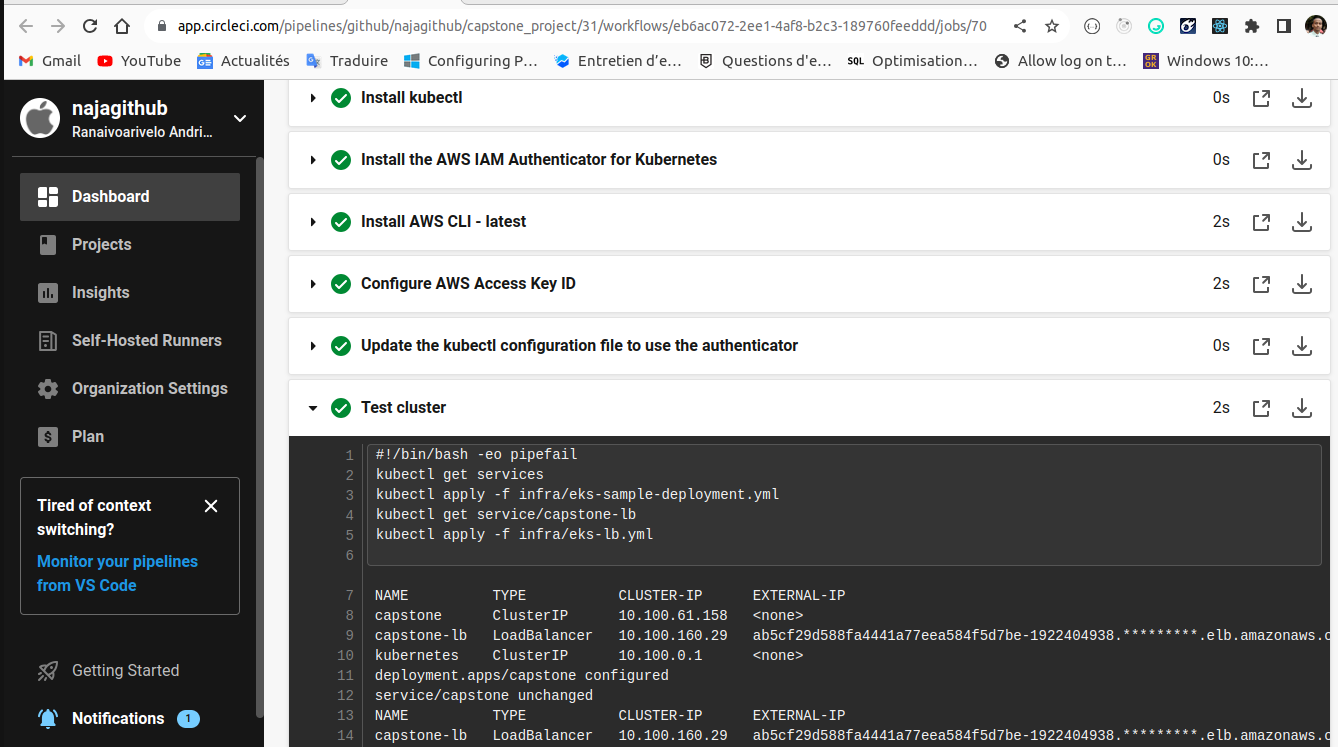 app.circleci.com/pipelines/github/najagithub/capstone_project/31/workflows/eb6ac072-2ee1-4af8-b2c3-189760feeddd/jobs/70
Gmail YouTube Actualités Traduire Configuring P… Entretien d'e… Questions d'e… SQL Optimisation… Allow log on t… GROK Windows 10:…
najagithub
Ranaivoarivelo Andri...
Dashboard
Projects
Insights
Self-Hosted Runners
Organization Settings
Plan
Tired of context
switching?
Monitor your pipelines
from VS Code
Getting Started
Notifications 1
Install kubectl 0s
Install the AWS IAM Authenticator for Kubernetes 0s
Install AWS CLI - latest 2s
Configure AWS Access Key ID 2s
Update the kubectl configuration file to use the authenticator 0s
Test cluster 2s
1 #!/bin/bash -eo pipefail
2 kubectl get services
3 kubectl apply -f infra/eks-sample-deployment.yml
4 kubectl get service/capstone-lb
5 kubectl apply -f infra/eks-lb.yml
6
7 NAME TYPE CLUSTER-IP EXTERNAL-IP
8 capstone ClusterIP 10.100.61.158 <none>
9 capstone-lb LoadBalancer 10.100.160.29 ab5cf29d588fa4441a77eea584f5d7be-1922404938.*********.elb.amazonaws.c
10 kubernetes ClusterIP 10.100.0.1 <none>
11 deployment.apps/capstone configured
12 service/capstone unchanged
13 NAME TYPE CLUSTER-IP EXTERNAL-IP
14 capstone-lb LoadBalancer 10.100.160.29 ab5cf29d588fa4441a77eea584f5d7be-1922404938.*********.elb.amazonaws.c